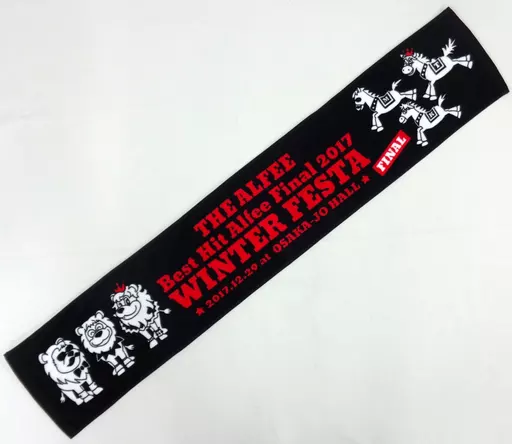 THE ALFEE
Best Hit Alfee Final 2017
WINTER FESTA
★ 2017.12.29 at OSAKA-JO HALL ★
FINAL